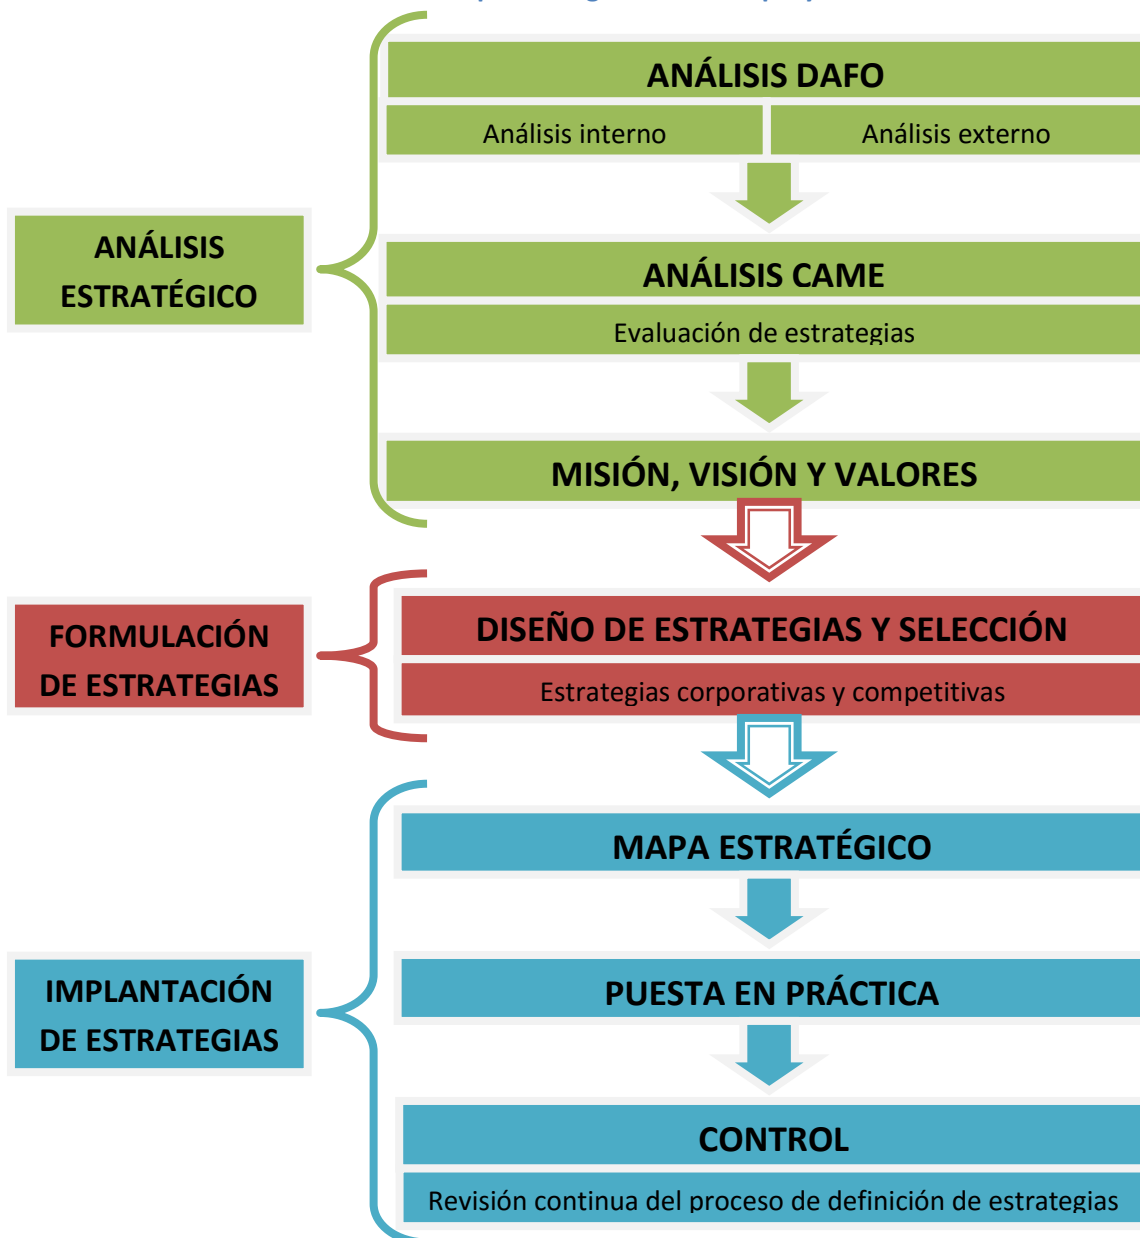 ANÁLISIS DAFO
Análisis interno
Análisis externo
ANÁLISIS
ESTRATÉGICO
ANÁLISIS CAME
Evaluación de estrategias
MISIÓN, VISIÓN Y VALORES
FORMULACIÓN
DE ESTRATEGIAS
DISEÑO DE ESTRATEGIAS Y SELECCIÓN
Estrategias corporativas y competitivas
MAPA ESTRATÉGICO
IMPLANTACIÓN
DE ESTRATEGIAS
PUESTA EN PRÁCTICA
CONTROL
Revisión continua del proceso de definición de estrategias